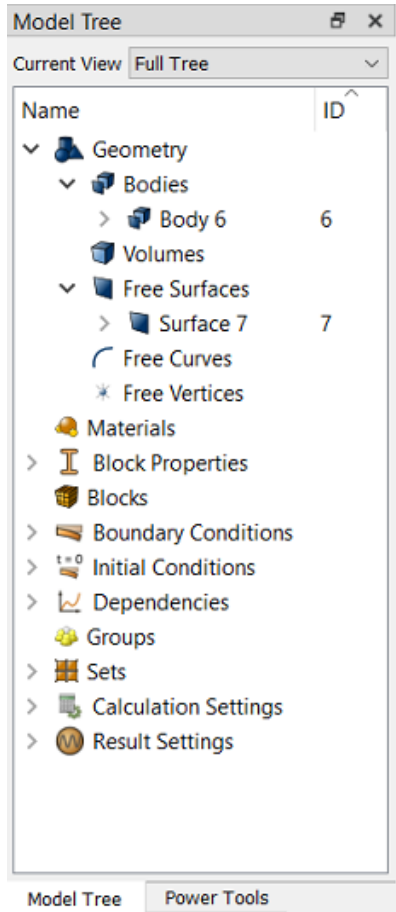 Model Tree
Current View Full Tree
Name ID
Geometry
Bodies
Body 6 6
Volumes
Free Surfaces
Surface 7 7
Free Curves
Free Vertices
Materials
Block Properties
Blocks
Boundary Conditions
t=0 Initial Conditions
Dependencies
Groups
Sets
Calculation Settings
Result Settings
Model Tree Power Tools